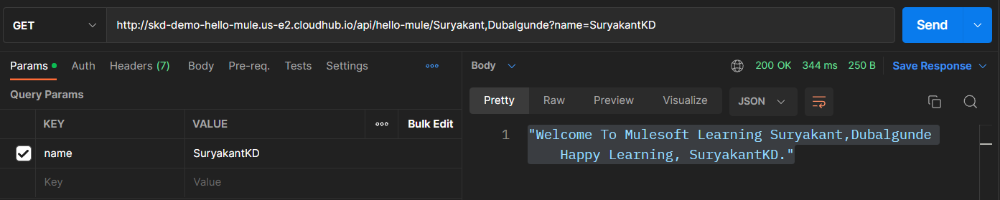 GET http://skd-demo-hello-mule.us-e2.cloudhub.io/api/hello-mule/Suryakant,Dubalgunde?name=SuryakantKD Send
Params Auth Headers (7) Body Pre-req. Tests Settings
Query Params
KEY VALUE Bulk Edit
name SuryakantKD
Key Value
Body 200 OK 344 ms 250 B Save Response
Pretty Raw Preview Visualize JSON
1 "Welcome To Mulesoft Learning Suryakant,Dubalgunde
Happy Learning, SuryakantKD."